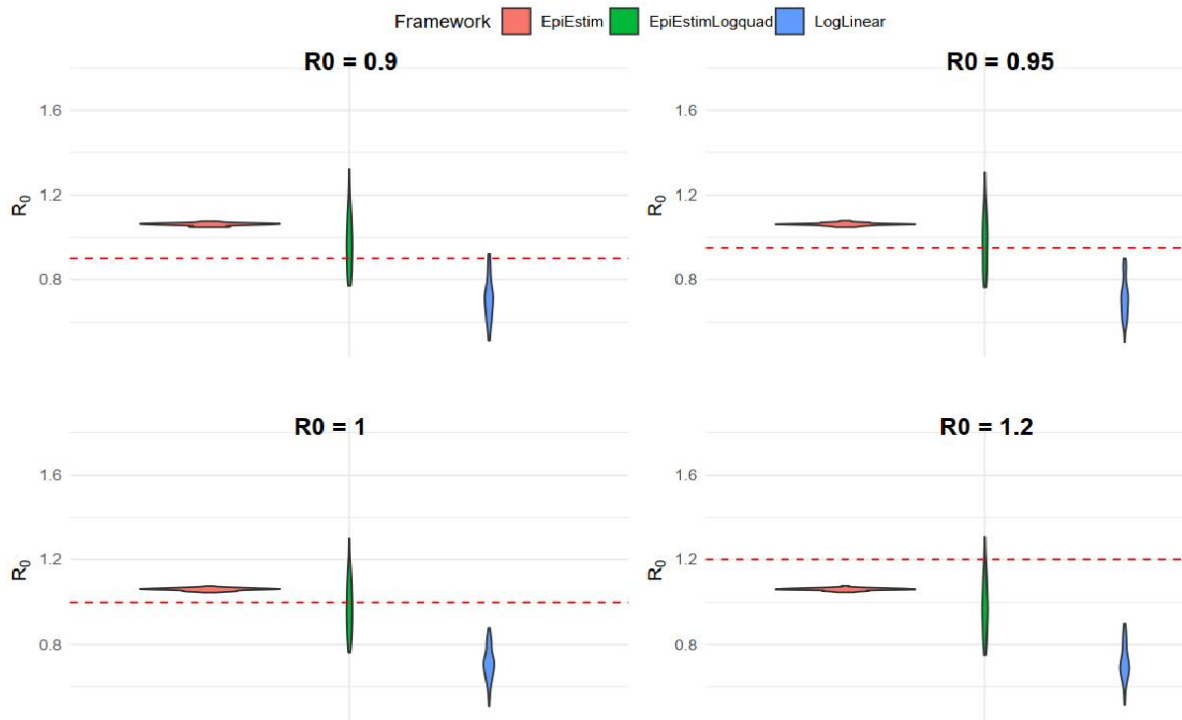 Framework EpiEstim EpiEstimLogquad LogLinear
R0 = 0.9
1.6
1.2
0.8
R₀
R0 = 0.95
1.6
1.2
0.8
R₀
R0 = 1
1.6
1.2
0.8
R₀
R0 = 1.2
1.6
1.2
0.8
R₀